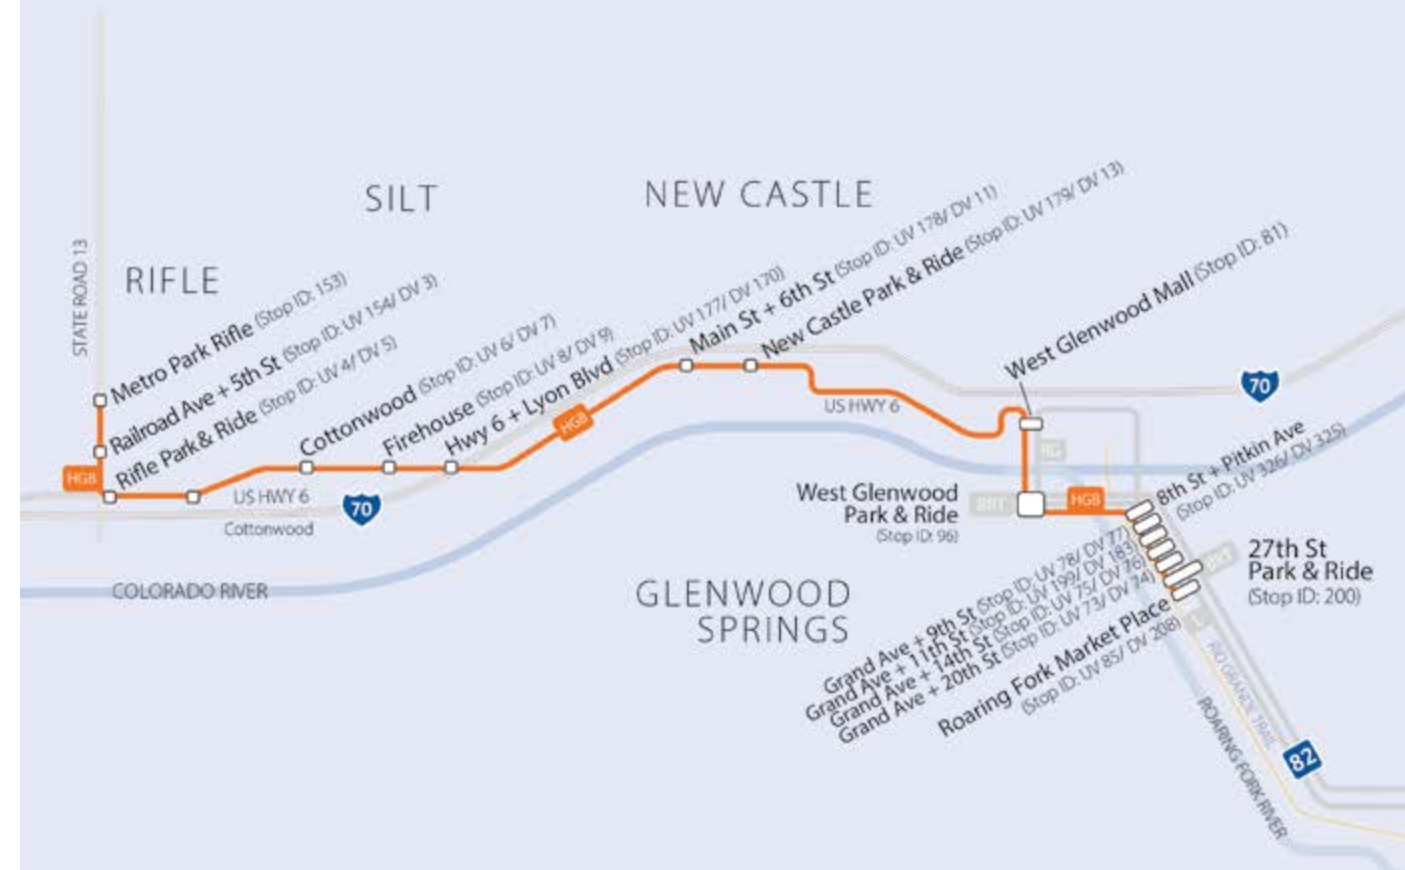 SILT
NEW CASTLE
RIFLE
STATE ROAD 13
Metro Park Rifle (Stop ID: 153)
Railroad Ave + 5th St (Stop ID: UV 154/ DV 3)
Rifle Park & Ride (Stop ID: UV 4/ DV 5)
Cottonwood (Stop ID: UV 6/ DV 7)
Firehouse (Stop ID: UV 8/ DV 9)
Hwy 6 + Lyon Blvd (Stop ID: UV 177/ DV 170)
Main St + 6th St (Stop ID: UV 178/ DV 11)
New Castle Park & Ride (Stop ID: UV 179/ DV 13)
West Glenwood Mall (Stop ID: 81)
70
US HWY 6
HGB
HGB
US HWY 6
70
Cottonwood
COLORADO RIVER
RG
West Glenwood
Park & Ride
(Stop ID: 96)
BRT
HGB
8th St + Pitkin Ave
(Stop ID: UV 326/ DV 325)
27th St
Park & Ride
(Stop ID: 200)
BRT
GLENWOOD
SPRINGS
Grand Ave + 9th St (Stop ID: UV 78/ DV 77)
Grand Ave + 11th St (Stop ID: UV 199/ DV 183)
Grand Ave + 14th St (Stop ID: UV 75/ DV 76)
Grand Ave + 20th St (Stop ID: UV 73/ DV 74)
Roaring Fork Market Place
(Stop ID: UV 85/ DV 208)
L
RIO GRANDE TRAIL
ROARING FORK RIVER
82